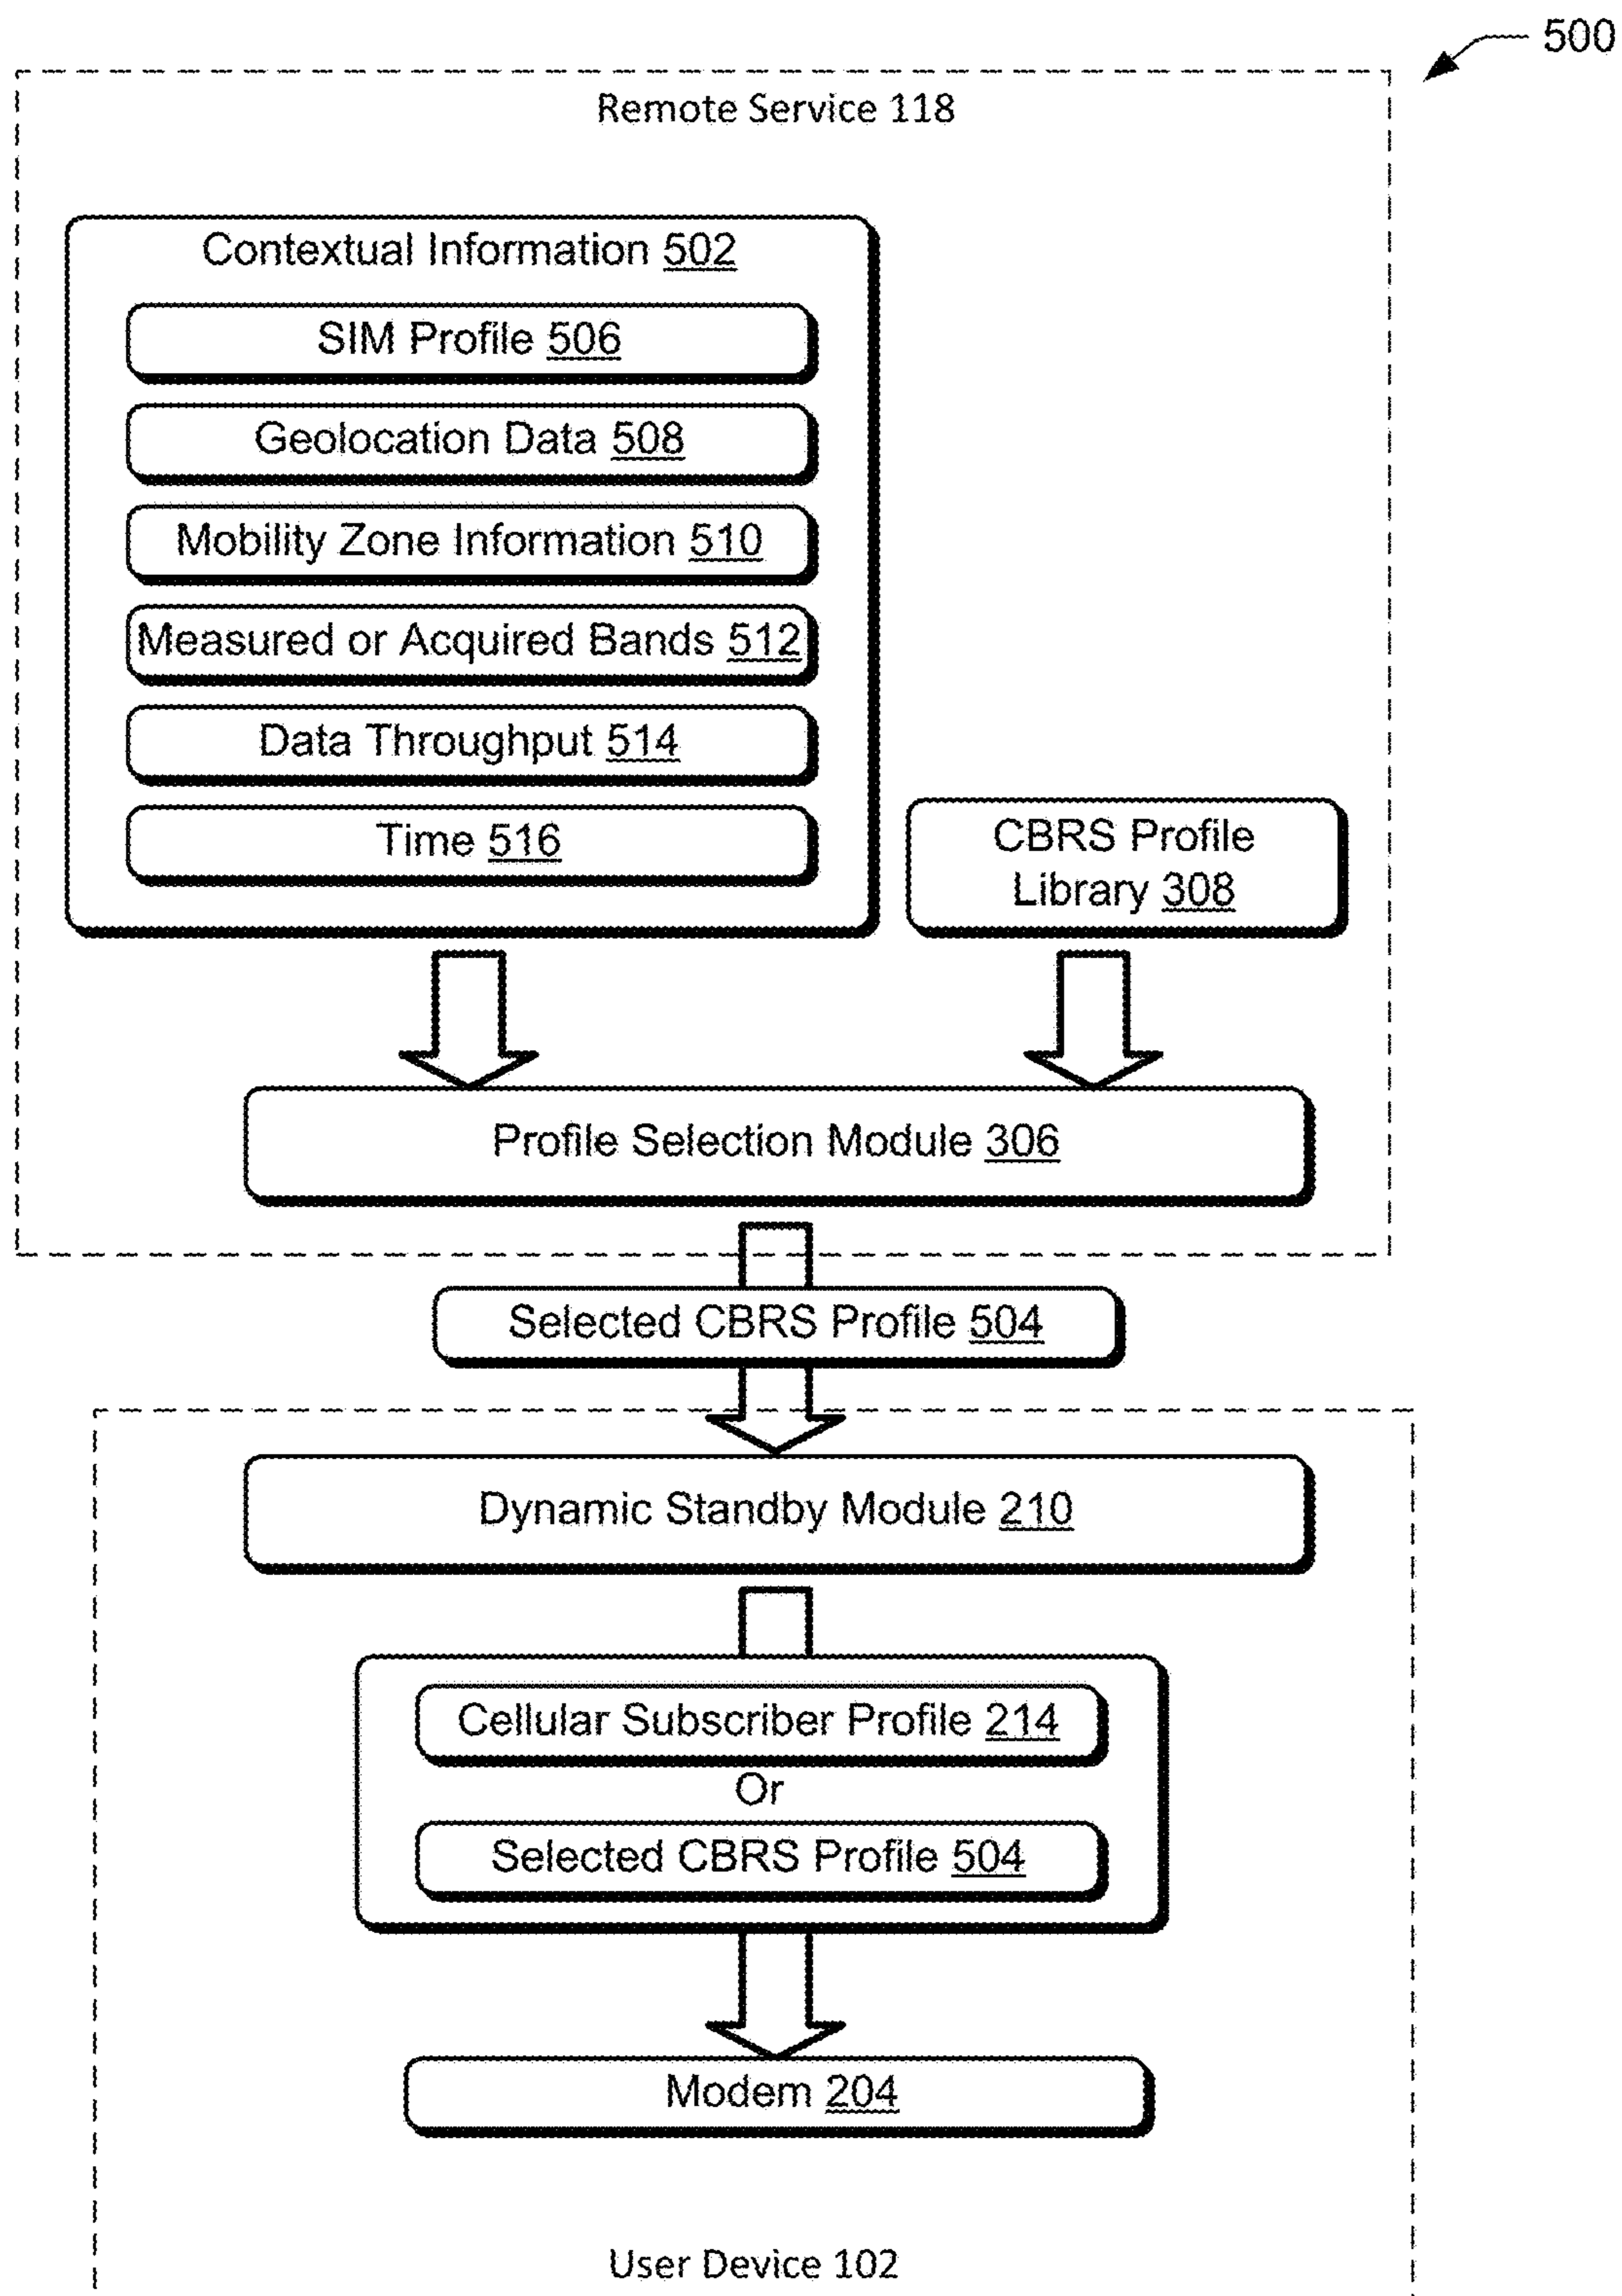 500
Remote Service 118
Contextual Information 502
SIM Profile 506
Geolocation Data 508
Mobility Zone Information 510
Measured or Acquired Bands 512
Data Throughput 514
Time 516
CBRS Profile
Library 308
Profile Selection Module 306
Selected CBRS Profile 504
Dynamic Standby Module 210
Cellular Subscriber Profile 214
Or
Selected CBRS Profile 504
Modem 204
User Device 102